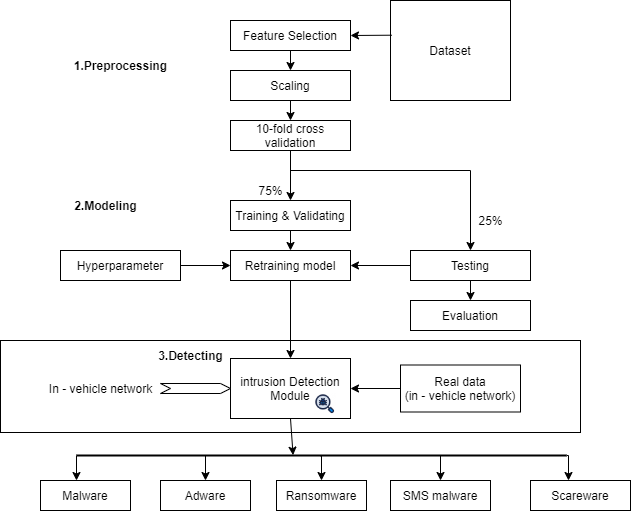 Feature Selection
Dataset
1.Preprocessing
Scaling
10-fold cross
validation
75%
2.Modeling
Training & Validating
25%
Hyperparameter
Retraining model
Testing
Evaluation
3.Detecting
In - vehicle network
intrusion Detection
Module
Real data
(in - vehicle network)
Malware
Adware
Ransomware
SMS malware
Scareware